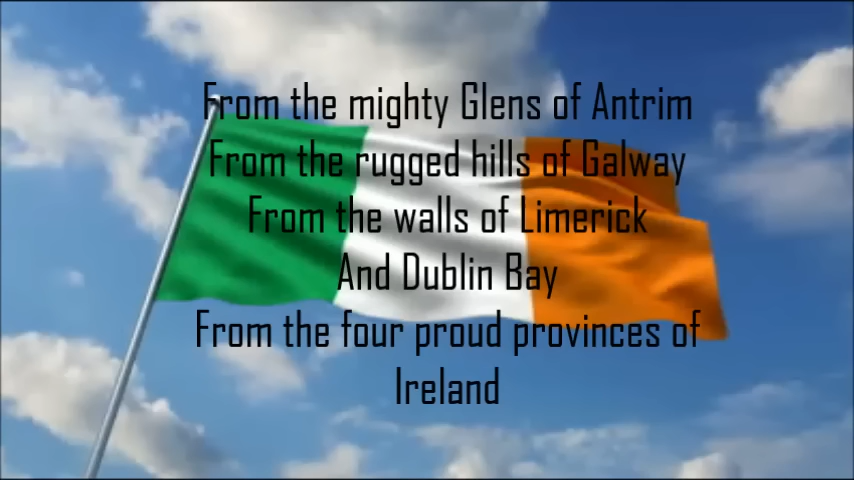 From the mighty Glens of Antrim
From the rugged hills of Galway
From the walls of Limerick
And Dublin Bay
From the four proud provinces of
Ireland